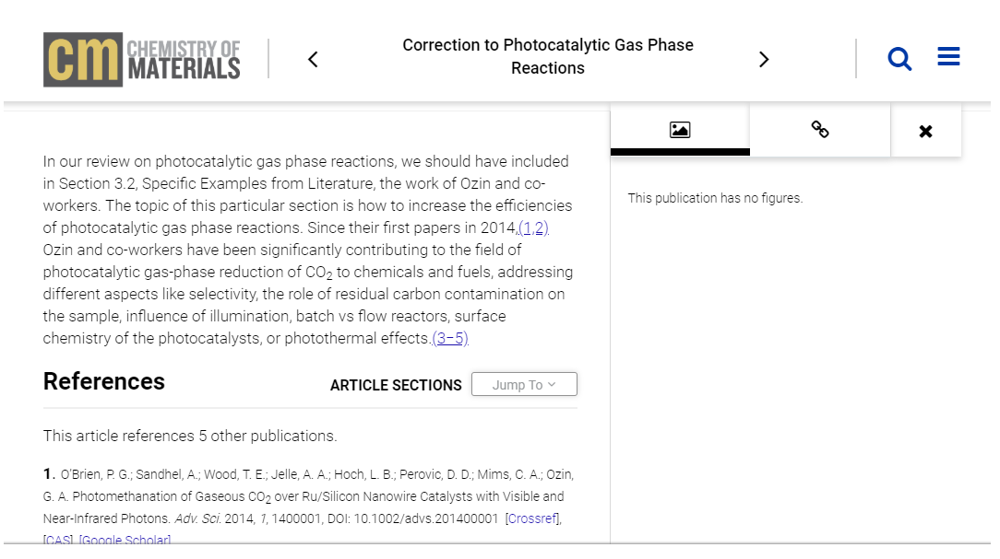 cm CHEMISTRY OF
MATERIALS
Correction to Photocatalytic Gas Phase
Reactions
In our review on photocatalytic gas phase reactions, we should have included
in Section 3.2, Specific Examples from Literature, the work of Ozin and co-
workers. The topic of this particular section is how to increase the efficiencies
of photocatalytic gas phase reactions. Since their first papers in 2014,(1,2)
Ozin and co-workers have been significantly contributing to the field of
photocatalytic gas-phase reduction of CO2 to chemicals and fuels, addressing
different aspects like selectivity, the role of residual carbon contamination on
the sample, influence of illumination, batch vs flow reactors, surface
chemistry of the photocatalysts, or photothermal effects.(3−5)
References
ARTICLE SECTIONS
Jump To
This article references 5 other publications.
1. O'Brien, P. G.; Sandhel, A.; Wood, T. E.; Jelle, A. A.; Hoch, L. B.; Perovic, D. D.; Mims, C. A.; Ozin,
G. A. Photomethanation of Gaseous CO2 over Ru/Silicon Nanowire Catalysts with Visible and
Near-Infrared Photons. Adv. Sci. 2014, 1, 1400001, DOI: 10.1002/advs.201400001 [Crossref],
[CAS], [Google Scholar]
This publication has no figures.